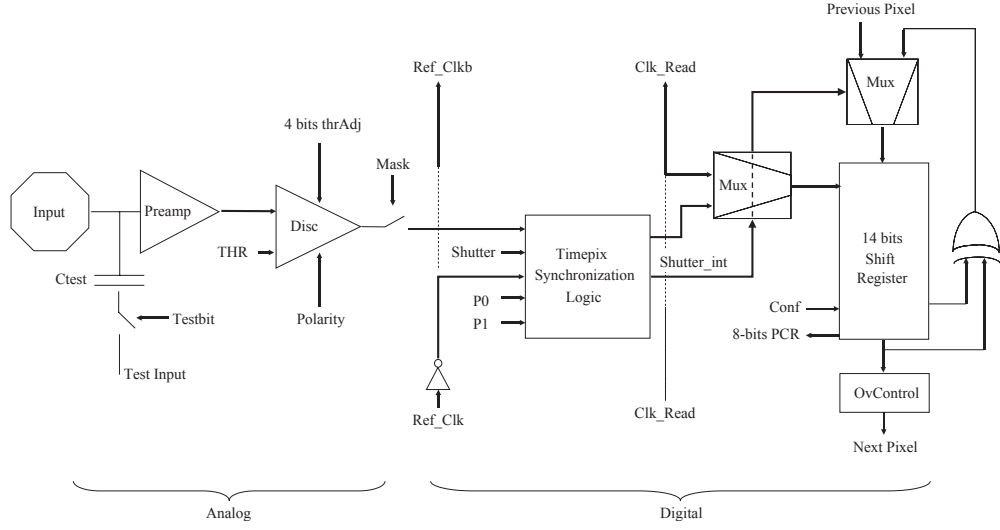 Previous Pixel
Ref_Clkb
Clk_Read
Mux
4 bits thrAdj
Mask
Mux
Input
Preamp
Disc
THR
Shutter
Timepix
Synchronization
Logic
Shutter_int
14 bits
Shift
Register
Ctest
P0
P1
Conf
8-bits PCR
Testbit
Polarity
Test Input
Ref_Clk
Clk_Read
OvControl
Next Pixel
Analog
Digital